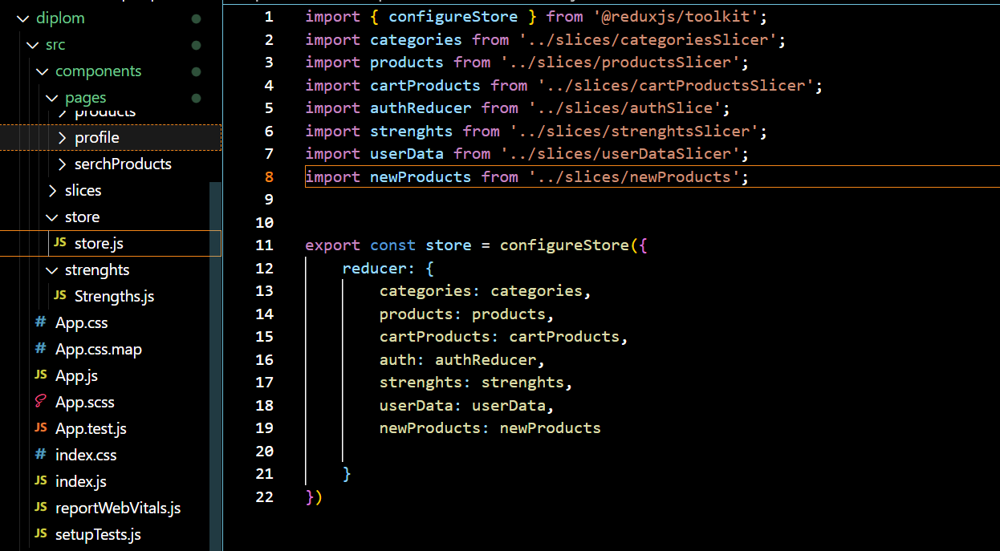 diplom
src
components
pages
products
profile
serchProducts
slices
store
JS store.js
strenghts
JS Strengths.js
# App.css
# App.css.map
JS App.js
App.scss
JS App.test.js
# index.css
JS index.js
JS reportWebVitals.js
JS setupTests.js
1 import { configureStore } from '@reduxjs/toolkit';
2 import categories from '../slices/categoriesSlicer';
3 import products from '../slices/productsSlicer';
4 import cartProducts from '../slices/cartProductsSlicer';
5 import authReducer from '../slices/authSlice';
6 import strenghts from '../slices/strenghtsSlicer';
7 import userData from '../slices/userDataSlicer';
8 import newProducts from '../slices/newProducts';
9
10
11 export const store = configureStore({
12     reducer: {
13         categories: categories,
14         products: products,
15         cartProducts: cartProducts,
16         auth: authReducer,
17         strenghts: strenghts,
18         userData: userData,
19         newProducts: newProducts
20
21     }
22 })